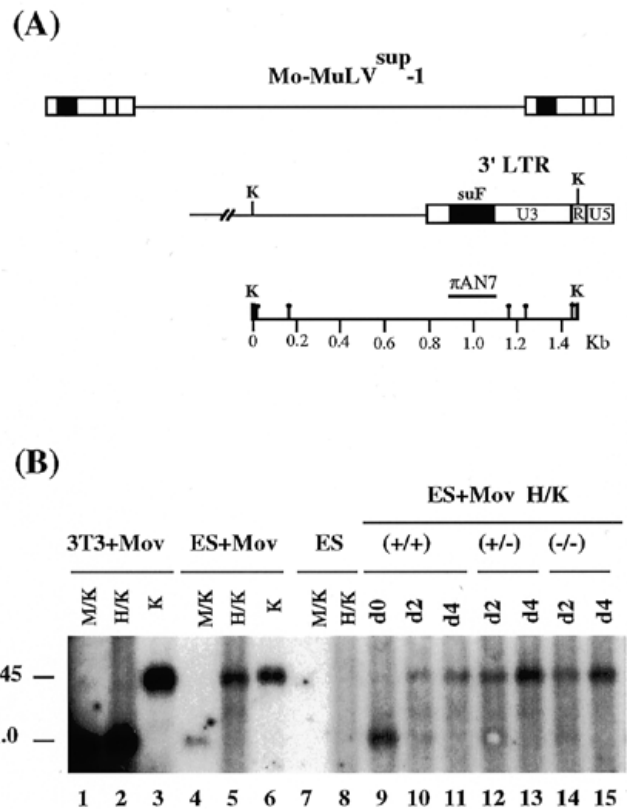 (A)
Mo-MuLV sup -1
3' LTR
K suF K
U3 R U5
πAN7
K K
0 0.2 0.4 0.6 0.8 1.0 1.2 1.4 Kb
(B)
ES+Mov H/K
3T3+Mov ES+Mov ES (+/+) (+/-) (-/-)
M/K H/K K M/K H/K K M/K H/K d0 d2 d4 d2 d4 d2 d4
45
.0
1 2 3 4 5 6 7 8 9 10 11 12 13 14 15